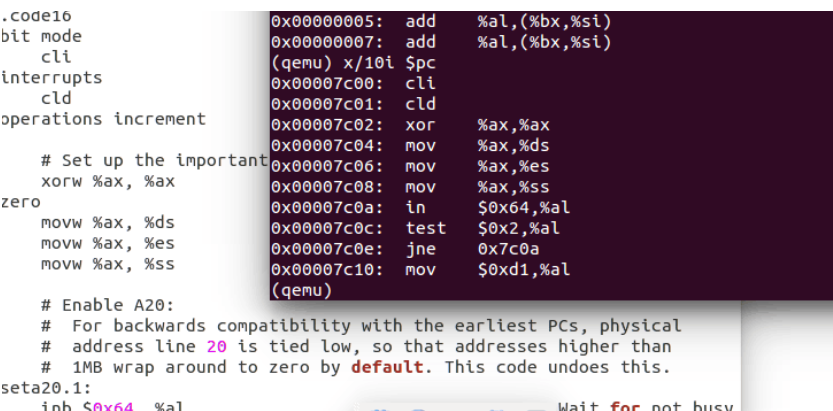 .code16
bit mode
cli
interrupts
cld
operations increment
# Set up the important
xorw %ax, %ax
zero
movw %ax, %ds
movw %ax, %es
movw %ax, %ss
# Enable A20:
#  For backwards compatibility with the earliest PCs, physical
#  address line 20 is tied low, so that addresses higher than
#  1MB wrap around to zero by default. This code undoes this.
seta20.1:
inb $0x64, %al Wait for not busy
0x00000005:  add    %al,(%bx,%si)
0x00000007:  add    %al,(%bx,%si)
(qemu) x/10i $pc
0x00007c00:  cli
0x00007c01:  cld
0x00007c02:  xor    %ax,%ax
0x00007c04:  mov    %ax,%ds
0x00007c06:  mov    %ax,%es
0x00007c08:  mov    %ax,%ss
0x00007c0a:  in     $0x64,%al
0x00007c0c:  test   $0x2,%al
0x00007c0e:  jne    0x7c0a
0x00007c10:  mov    $0xd1,%al
(qemu)